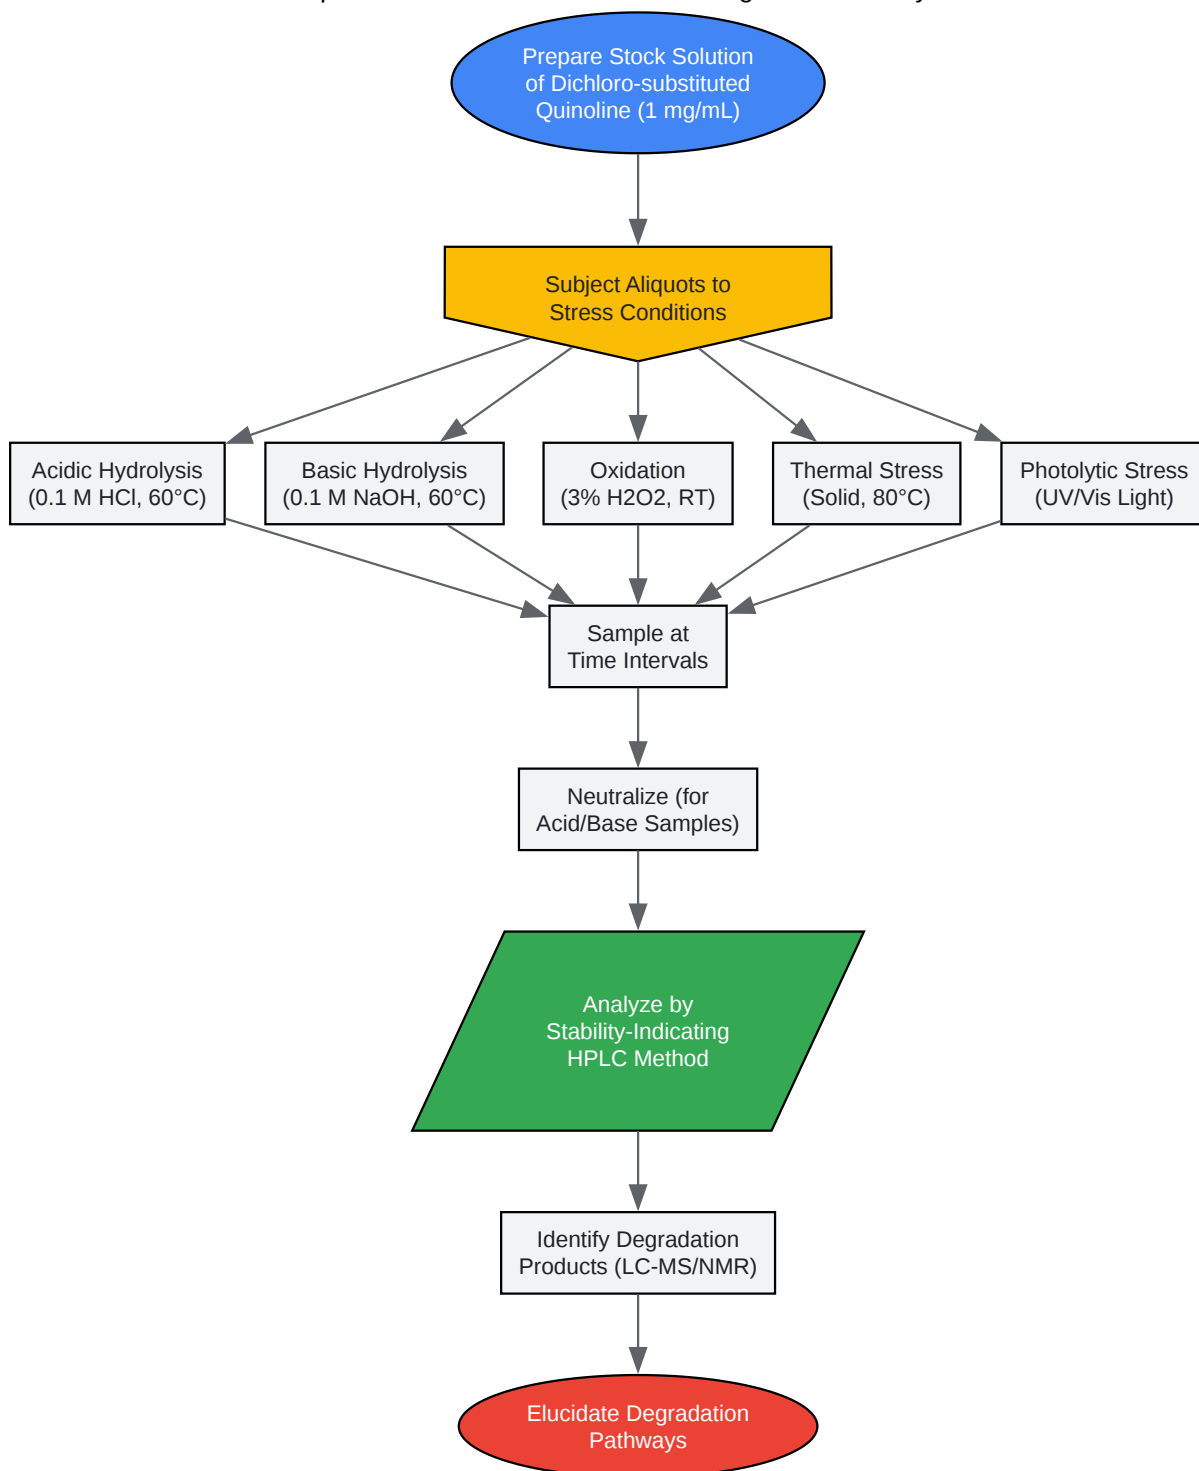 Prepare Stock Solution
of Dichloro-substituted
Quinoline (1 mg/mL)
Subject Aliquots to
Stress Conditions
Acidic Hydrolysis
(0.1 M HCl, 60°C)
Basic Hydrolysis
(0.1 M NaOH, 60°C)
Oxidation
(3% H2O2, RT)
Thermal Stress
(Solid, 80°C)
Photolytic Stress
(UV/Vis Light)
Sample at
Time Intervals
Neutralize (for
Acid/Base Samples)
Analyze by
Stability-Indicating
HPLC Method
Identify Degradation
Products (LC-MS/NMR)
Elucidate Degradation
Pathways